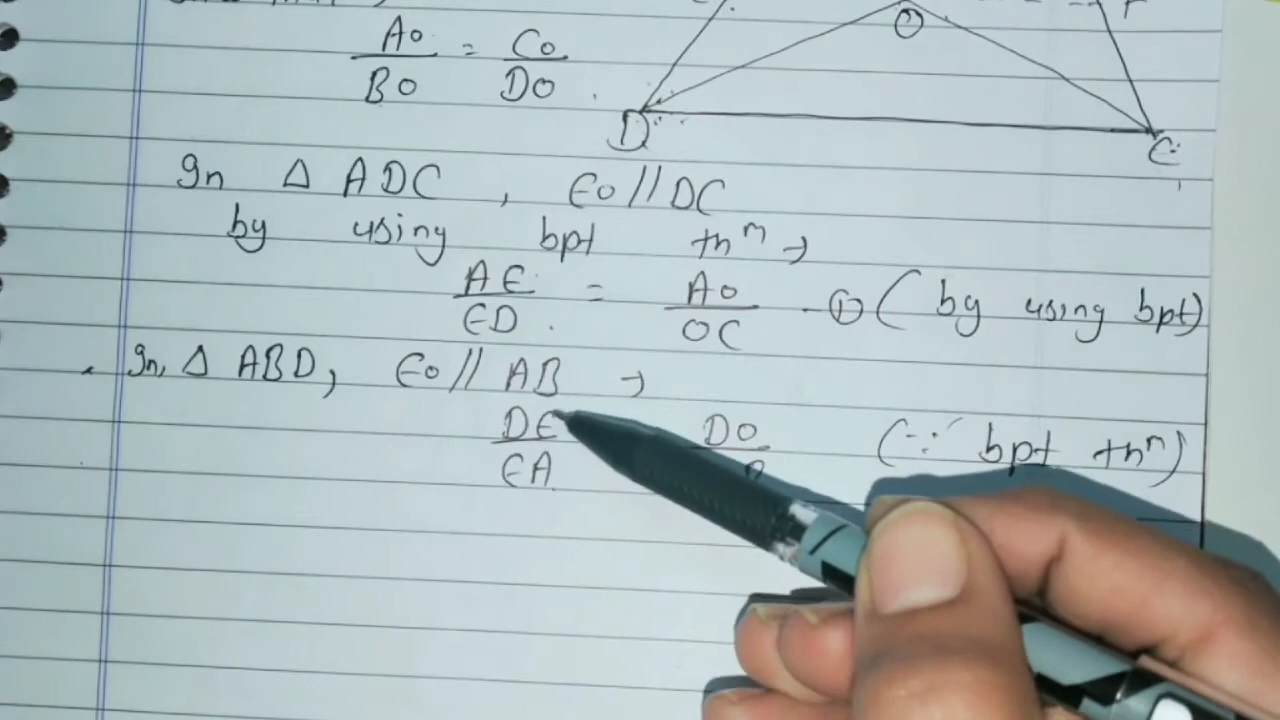 AO/BO = CO/DO .
O
D
C
In △ ADC , EO // DC
by using bpt thⁿ →
AE/ED . = AO/OC - ① ( by using bpt)
In, △ ABD, EO // AB →
DE/EA DO ( ∵ bpt thⁿ)